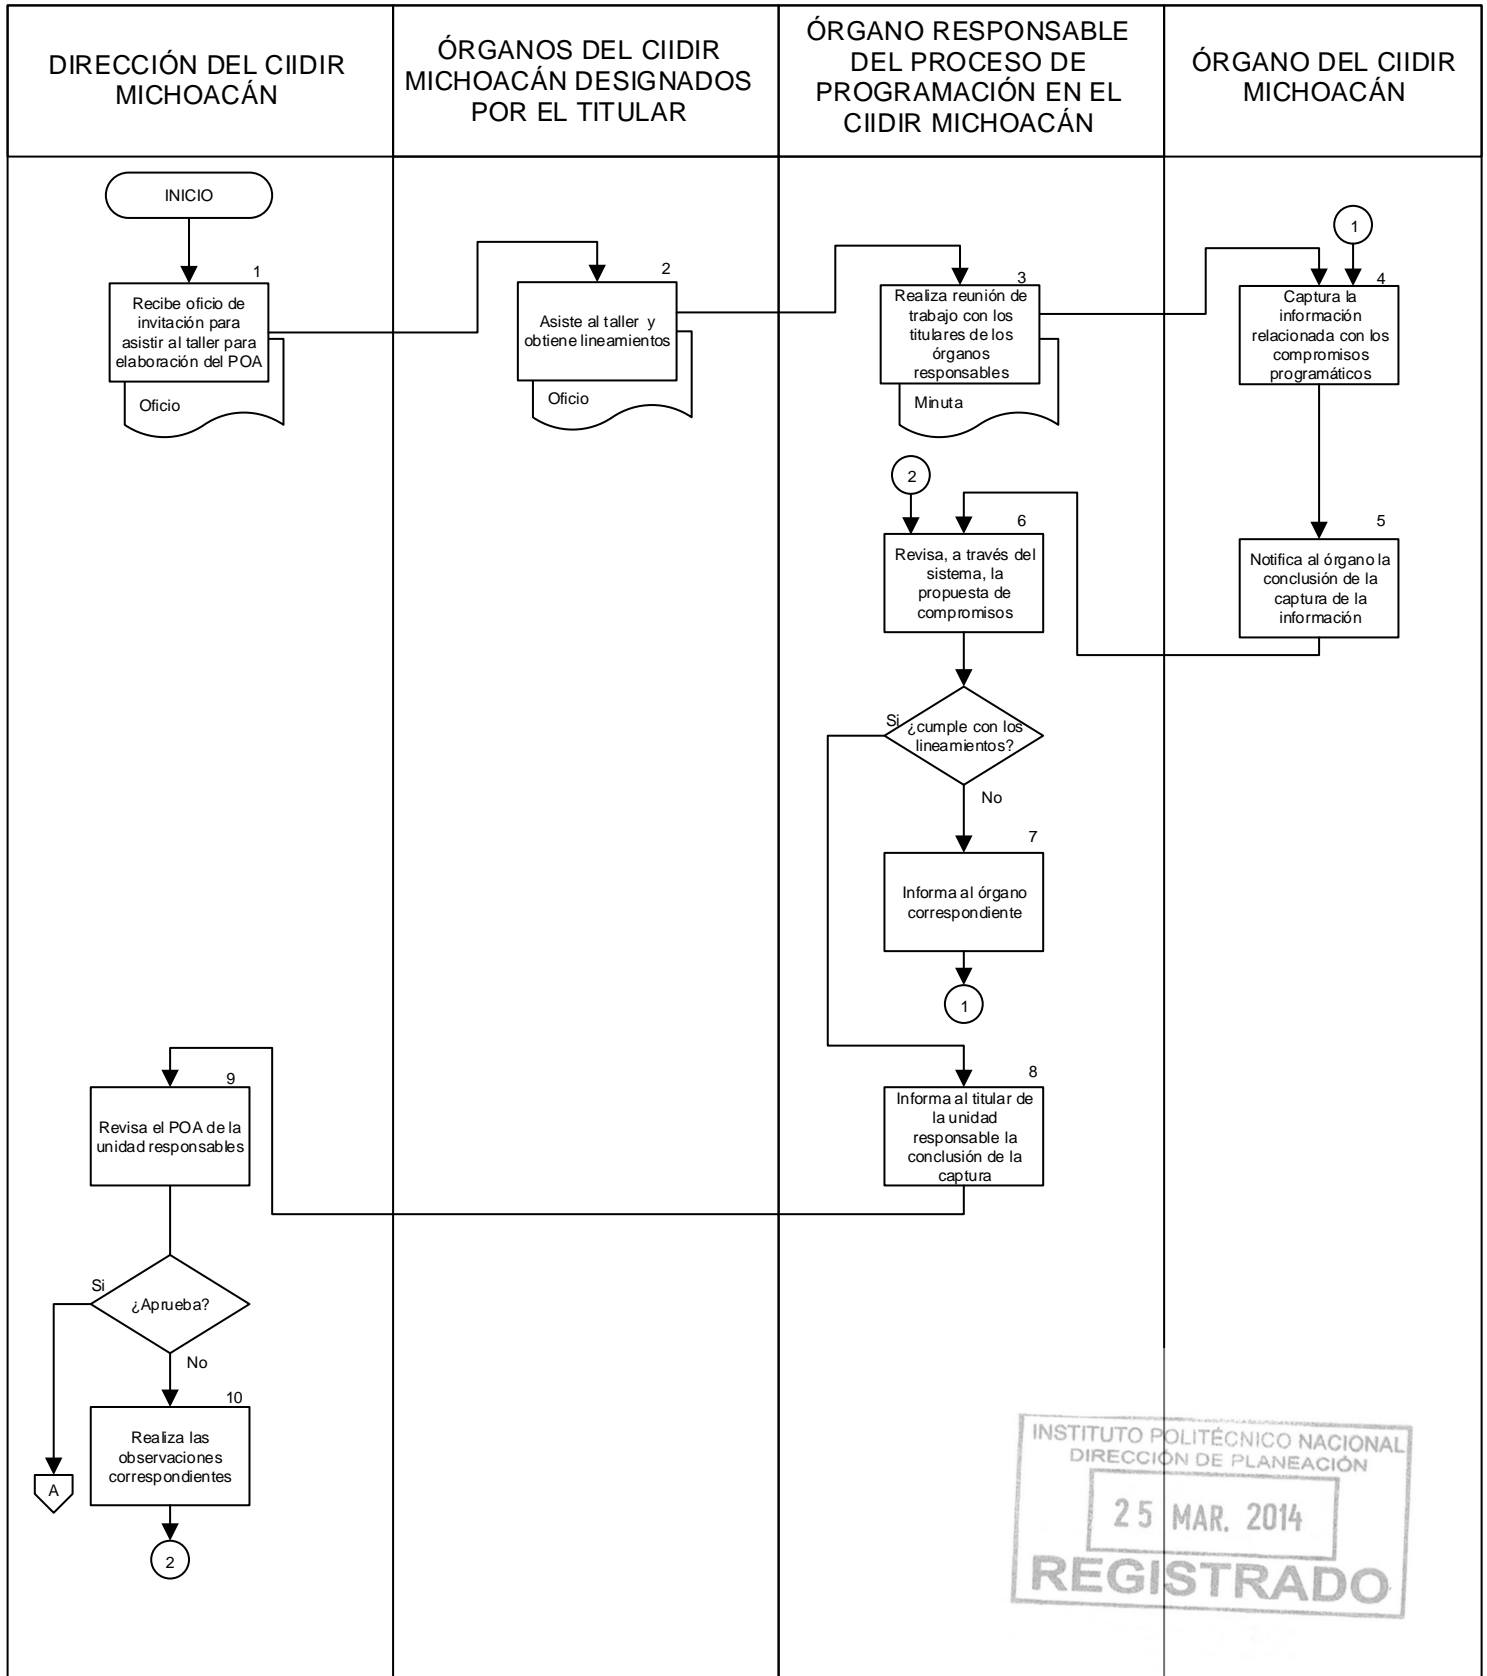 DIRECCIÓN DEL CIIDIR
MICHOACÁN
ÓRGANOS DEL CIIDIR
MICHOACÁN DESIGNADOS
POR EL TITULAR
ÓRGANO RESPONSABLE
DEL PROCESO DE
PROGRAMACIÓN EN EL
CIIDIR MICHOACÁN
ÓRGANO DEL CIIDIR
MICHOACÁN
INICIO
1
Recibe oficio de
invitación para
asistir al taller para
elaboración del POA
Oficio
2
Asiste al taller y
obtiene lineamientos
Oficio
3
Realiza reunión de
trabajo con los
titulares de los
órganos
responsables
Minuta
1
4
Captura la
información
relacionada con los
compromisos
programáticos
5
Notifica al órgano la
conclusión de la
captura de la
información
2
6
Revisa, a través del
sistema, la
propuesta de
compromisos
Si
¿cumple con los
lineamientos?
No
7
Informa al órgano
correspondiente
1
8
Informa al titular de
la unidad
responsable la
conclusión de la
captura
9
Revisa el POA de la
unidad responsables
Si
¿Aprueba?
No
10
Realiza las
observaciones
correspondientes
A
2
INSTITUTO POLITÉCNICO NACIONAL
DIRECCIÓN DE PLANEACIÓN
25 MAR. 2014
REGISTRADO